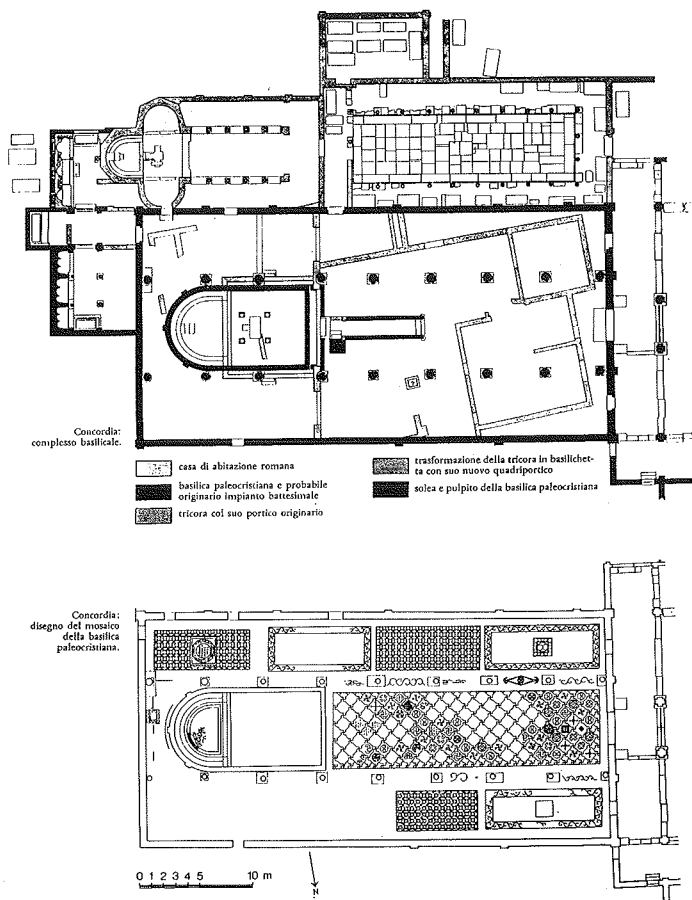 Concordia:
complesso basilicale.
casa di abitazione romana
basilica paleocristiana e probabile
originario impianto battesimale
tricora col suo portico originario
trasformazione della tricora in basilichet-
ta con suo nuovo quadriportico
solea e pulpito della basilica paleocristiana
Concordia:
disegno del mosaico
della basilica
paleocristiana.
0 1 2 3 4 5 10 m
N